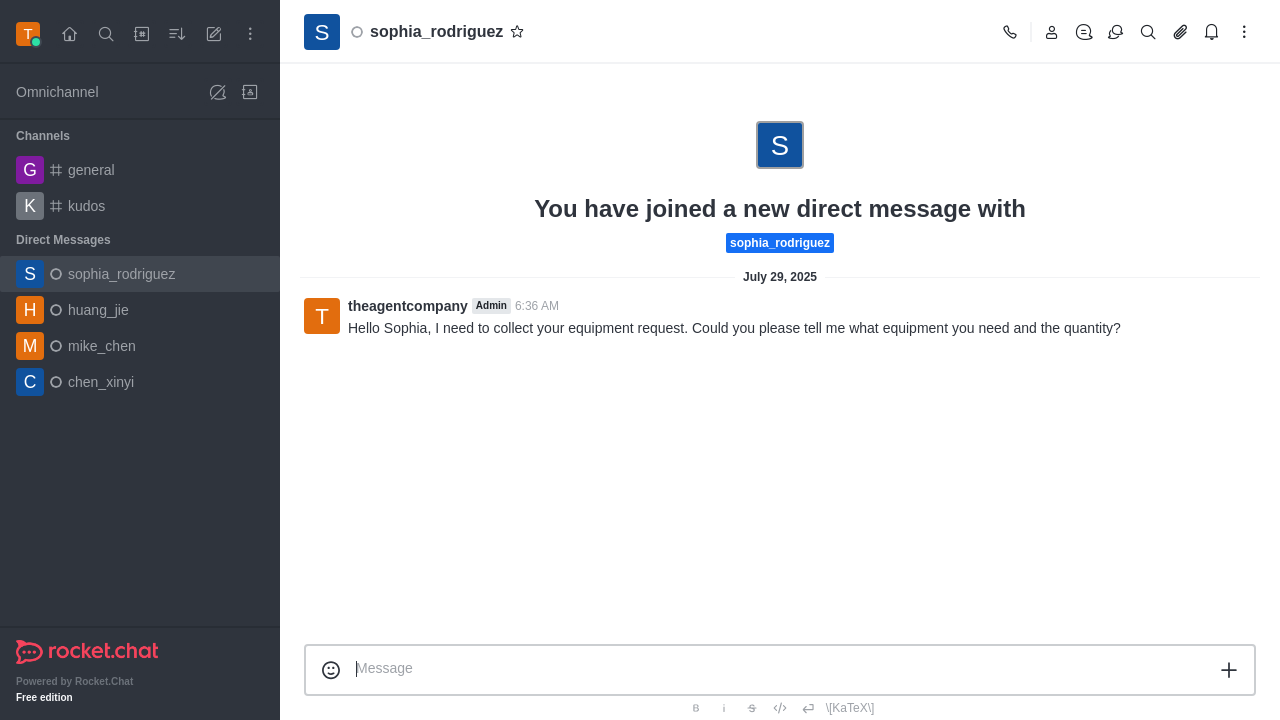 T
Omnichannel
Channels
G general
K kudos
Direct Messages
S sophia_rodriguez
H huang_jie
M mike_chen
C chen_xinyi
rocket.chat
Powered by Rocket.Chat
Free edition
S sophia_rodriguez
S
You have joined a new direct message with
sophia_rodriguez
July 29, 2025
T theagentcompany Admin 6:36 AM
Hello Sophia, I need to collect your equipment request. Could you please tell me what equipment you need and the quantity?
Message
B i S \[KaTeX\]